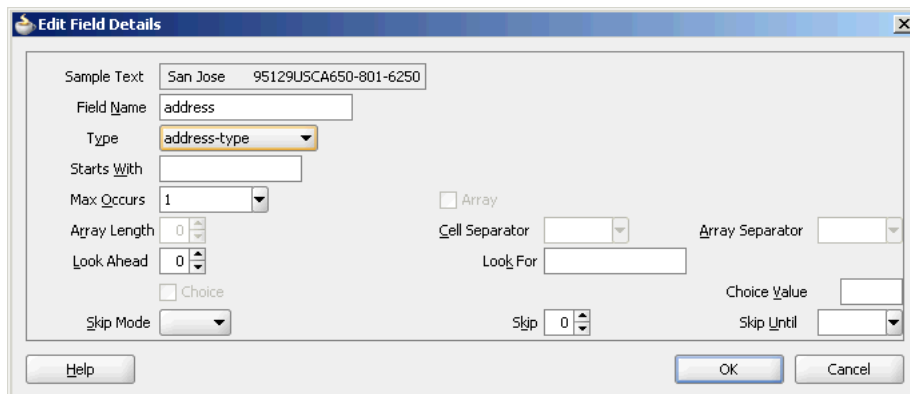 Edit Field Details
Sample Text San Jose 95129USCA650-801-6250
Field Name address
Type address-type
Starts With
Max Occurs 1 Array
Array Length 0 Cell Separator Array Separator
Look Ahead 0 Look For
Choice Choice Value
Skip Mode Skip 0 Skip Until
Help OK Cancel